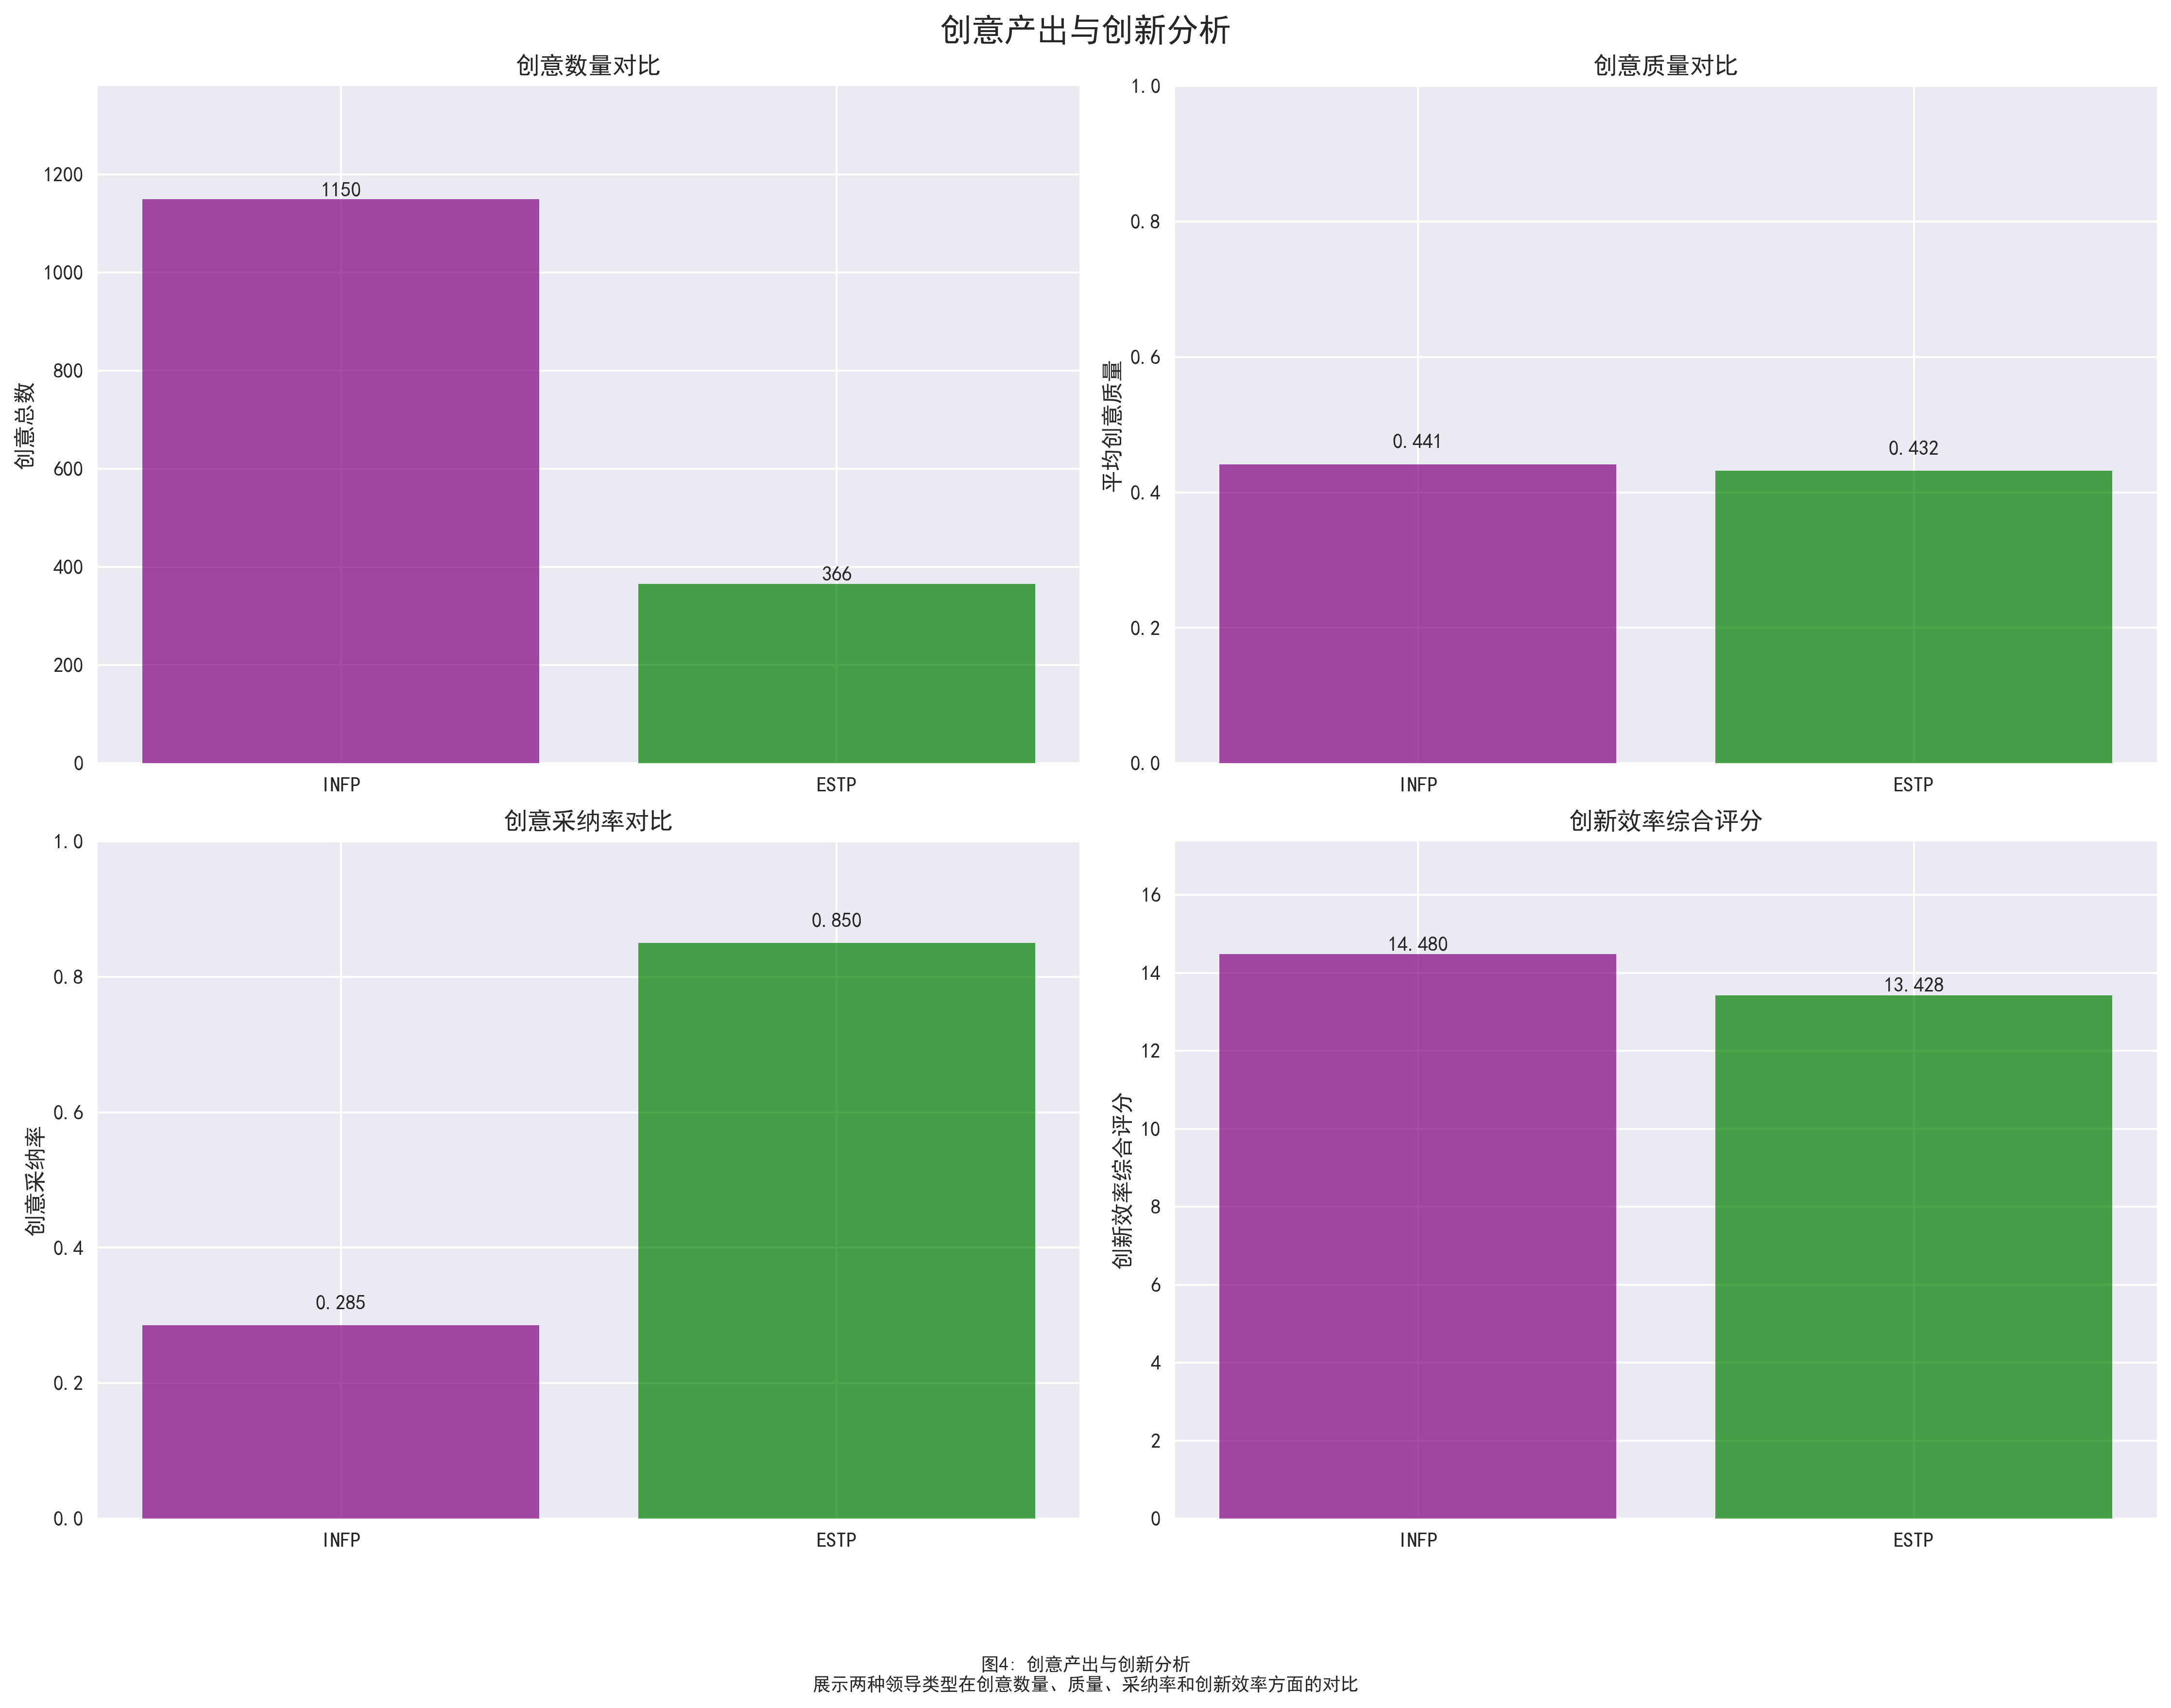 创意产出与创新分析
创意数量对比
1200
1000
800
600
400
200
0
创意总数
1150
366
INFP
ESTP
创意质量对比
1.0
0.8
0.6
0.4
0.2
0.0
平均创意质量
0.441
0.432
INFP
ESTP
创意采纳率对比
1.0
0.8
0.6
0.4
0.2
0.0
创意采纳率
0.285
0.850
INFP
ESTP
创新效率综合评分
16
14
12
10
8
6
4
2
0
创新效率综合评分
14.480
13.428
INFP
ESTP
图4: 创意产出与创新分析
展示两种领导类型在创意数量、质量、采纳率和创新效率方面的对比